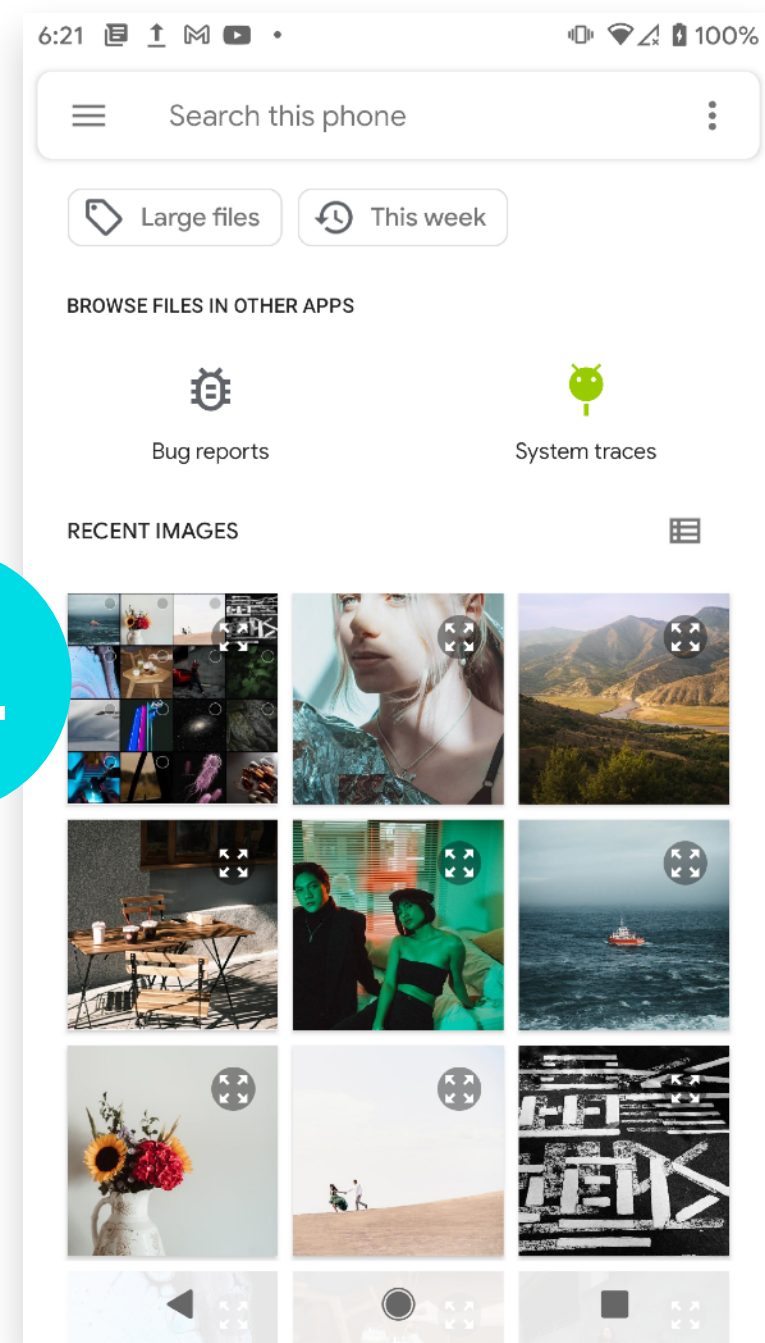 6:21 100%
Search this phone
Large files This week
BROWSE FILES IN OTHER APPS
Bug reports System traces
RECENT IMAGES